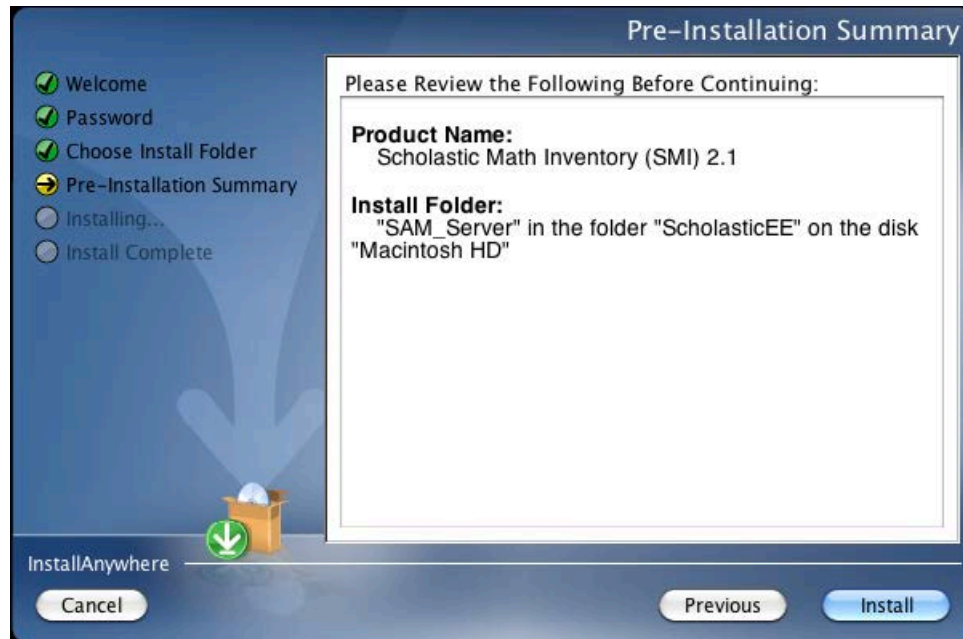 Pre-Installation Summary
Welcome
Password
Choose Install Folder
Pre-Installation Summary
Installing...
Install Complete
Please Review the Following Before Continuing:
Product Name:
Scholastic Math Inventory (SMI) 2.1
Install Folder:
"SAM_Server" in the folder "ScholasticEE" on the disk
"Macintosh HD"
InstallAnywhere
Cancel
Previous
Install